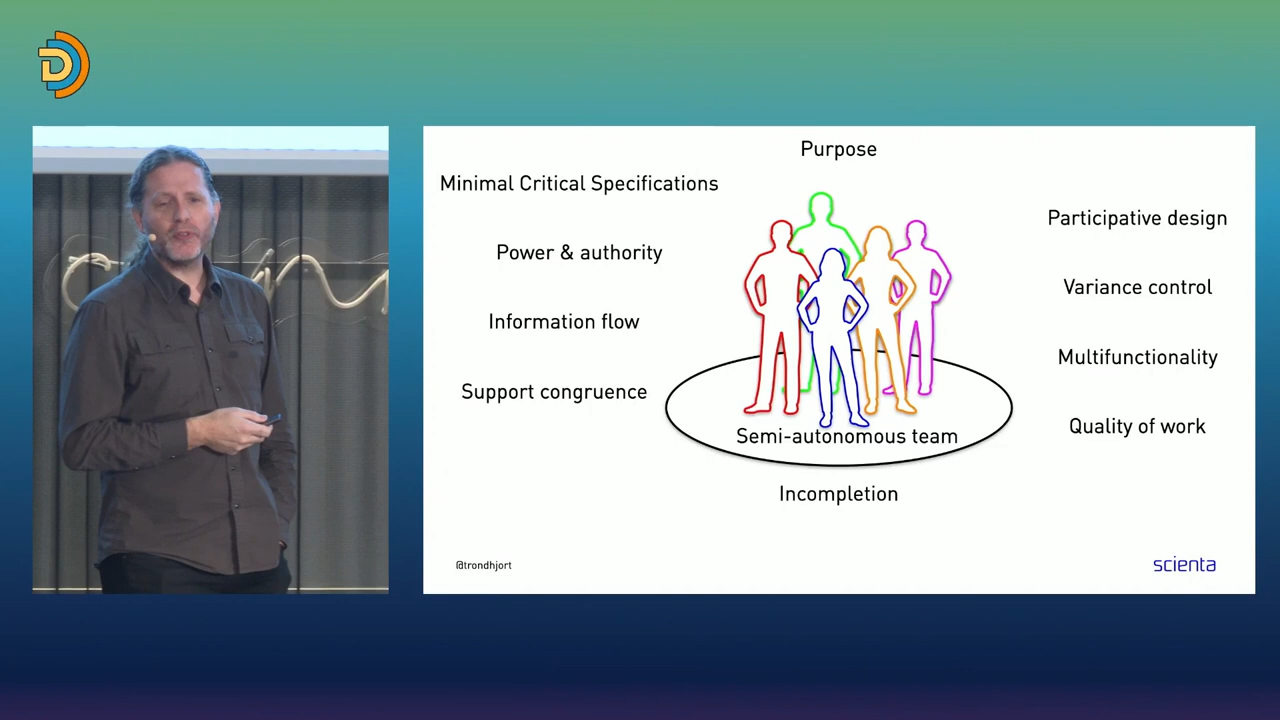 D
Purpose
Minimal Critical Specifications
Power & authority
Information flow
Support congruence
Participative design
Variance control
Multifunctionality
Quality of work
Semi-autonomous team
Incompletion
@trondhjort
scienta